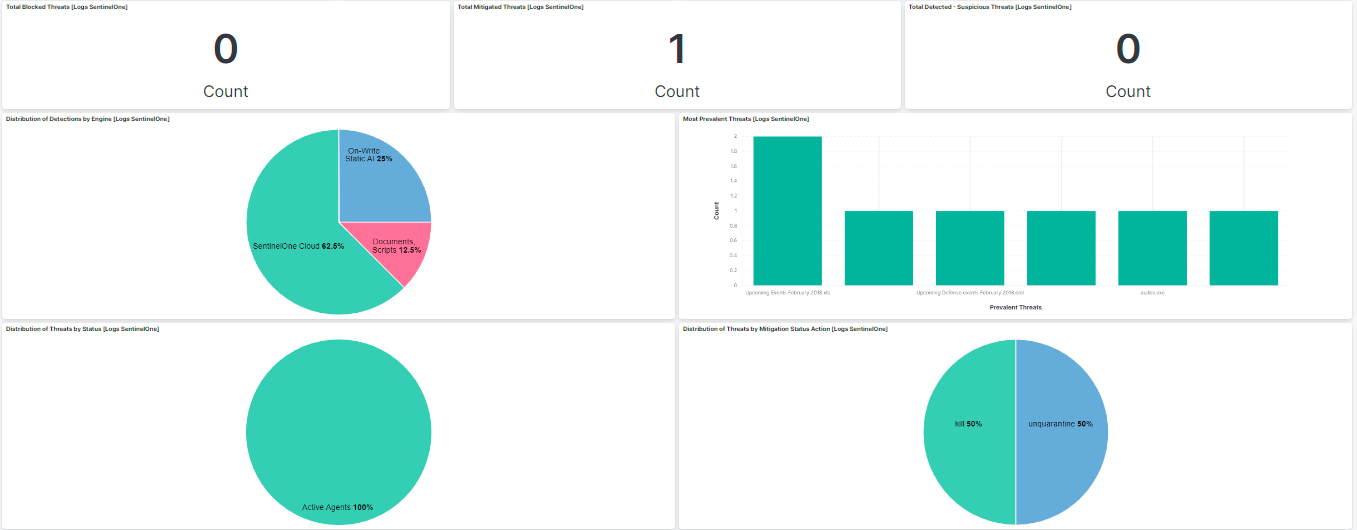 Total Blocked Threats [Logs SentinelOne]
0
Count
Total Mitigated Threats [Logs SentinelOne]
1
Count
Total Detected - Suspicious Threats [Logs SentinelOne]
0
Count
Distribution of Detections by Engine [Logs SentinelOne]
On-Write
Static AI 25%
Documents,
Scripts 12.5%
SentinelOne Cloud 62.5%
Most Prevalent Threats [Logs SentinelOne]
2
1.8
1.6
1.4
1.2
1
0.8
0.6
0.4
0.2
0
Count
Upcoming Events February 2018.xls
Upcoming Defense events February 2018.eml
audev.exe
Prevalent Threats
Distribution of Threats by Status [Logs SentinelOne]
Active Agents 100%
Distribution of Threats by Mitigation Status Action [Logs SentinelOne]
kill 50%
unquarantine 50%